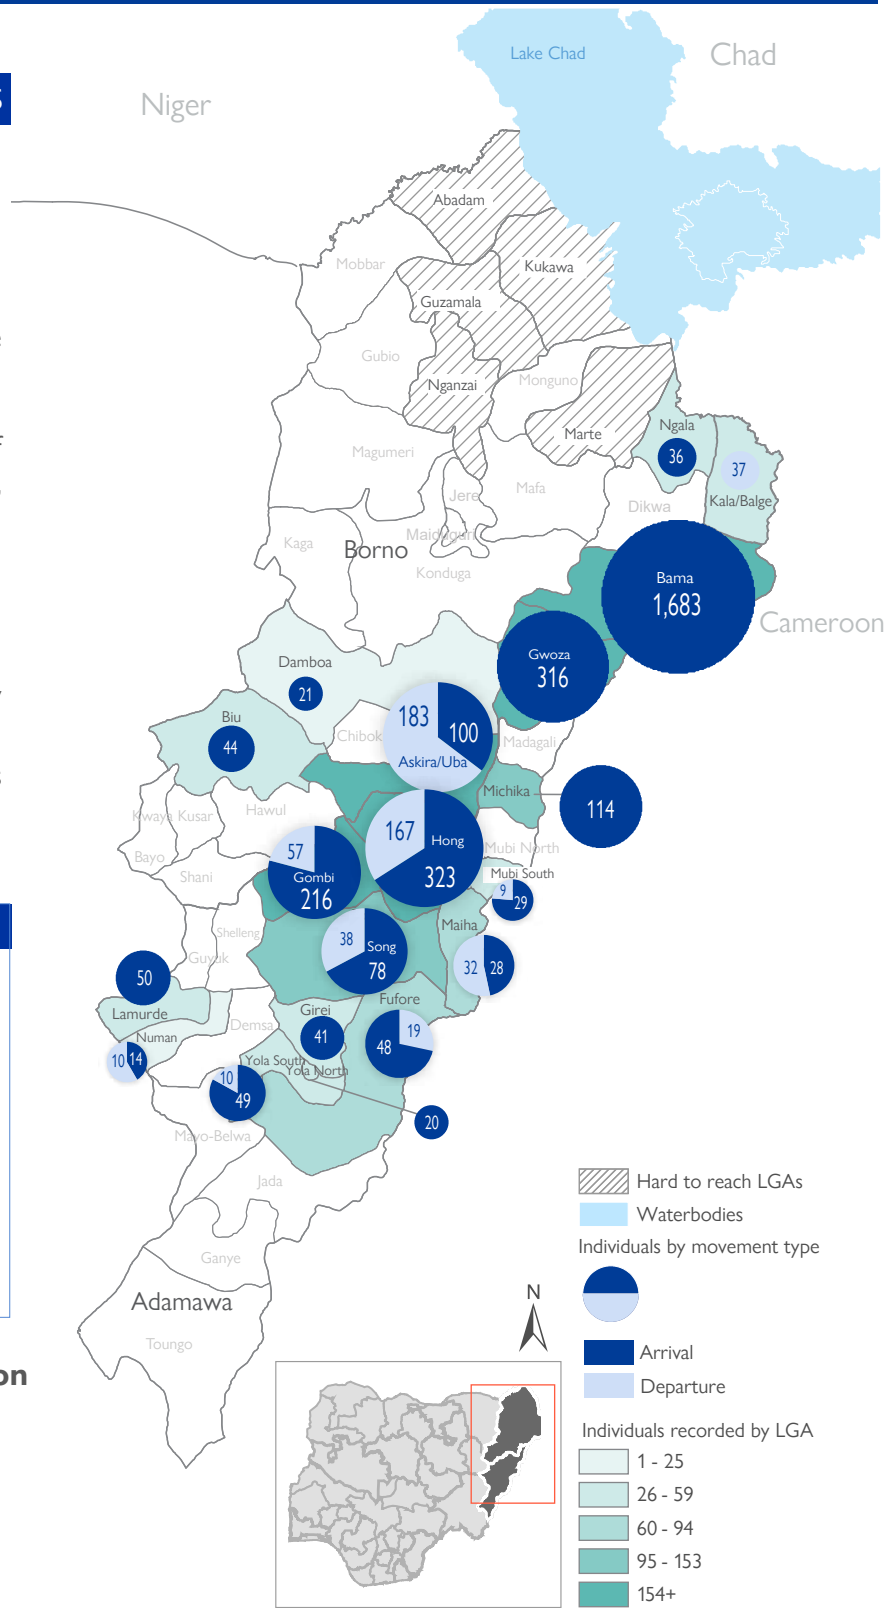 Lake Chad
Chad
Niger
Abadam
Mobbar
Kukawa
Guzamala
Gubio
Nganzai
Monguno
Marte
Ngala
36
37
Kala/Balge
Magumeri
Jere
Mafa
Dikwa
Kaga
Borno
Maiduguri
Konduga
Bama
1,683
Cameroon
Gwoza
316
Damboa
21
Biu
44
Chibok
183
100
Askira/Uba
Madagali
Michika
114
Kwaya Kusar
Hawul
Bayo
Shani
57
Gombi
216
167
Hong
323
Mubi North
Mubi South
9
29
Shelleng
Guyuk
38
Song
78
Maiha
32
28
50
Lamurde
Numan
10
14
Demsa
Girei
41
Fufore
48
19
Yola South
Yola North
10
49
20
Mayo-Belwa
Jada
Ganye
Adamawa
Toungo
on
N
Hard to reach LGAs
Waterbodies
Individuals by movement type
Arrival
Departure
Individuals recorded by LGA
1 - 25
26 - 59
60 - 94
95 - 153
154+